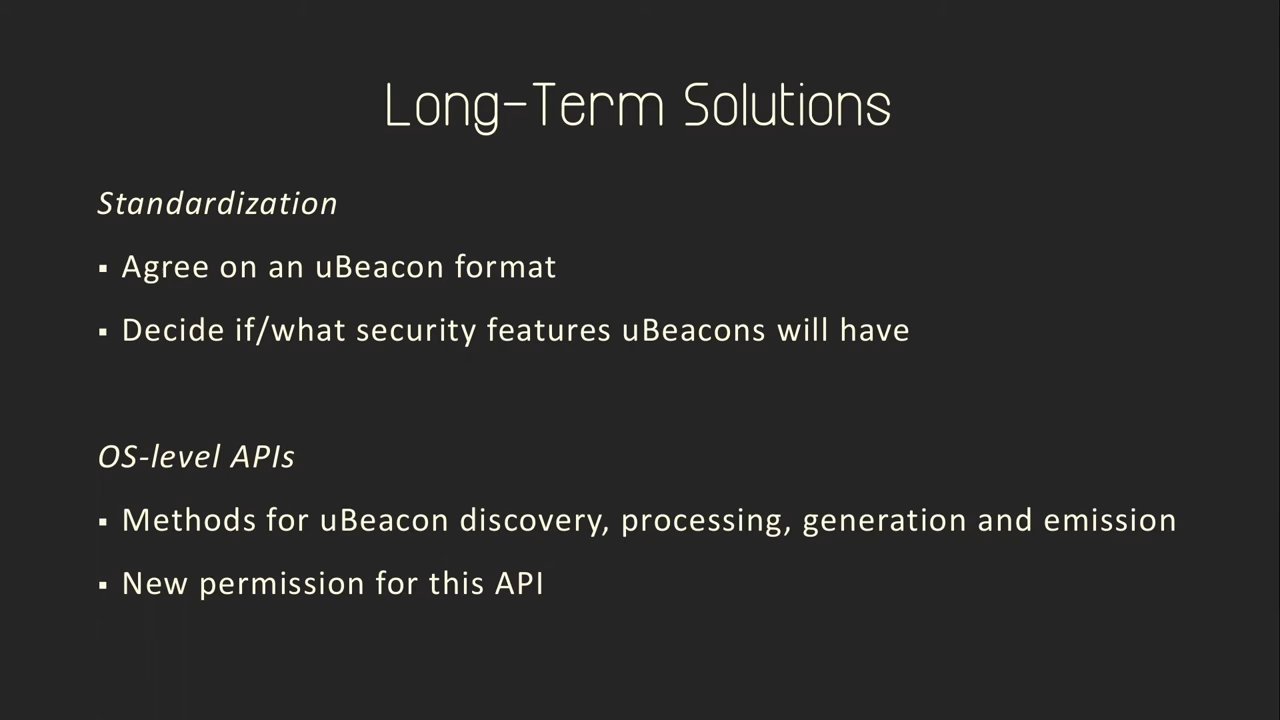 Long-Term Solutions
Standardization
▪ Agree on an uBeacon format
▪ Decide if/what security features uBeacons will have
OS-level APIs
▪ Methods for uBeacon discovery, processing, generation and emission
▪ New permission for this API